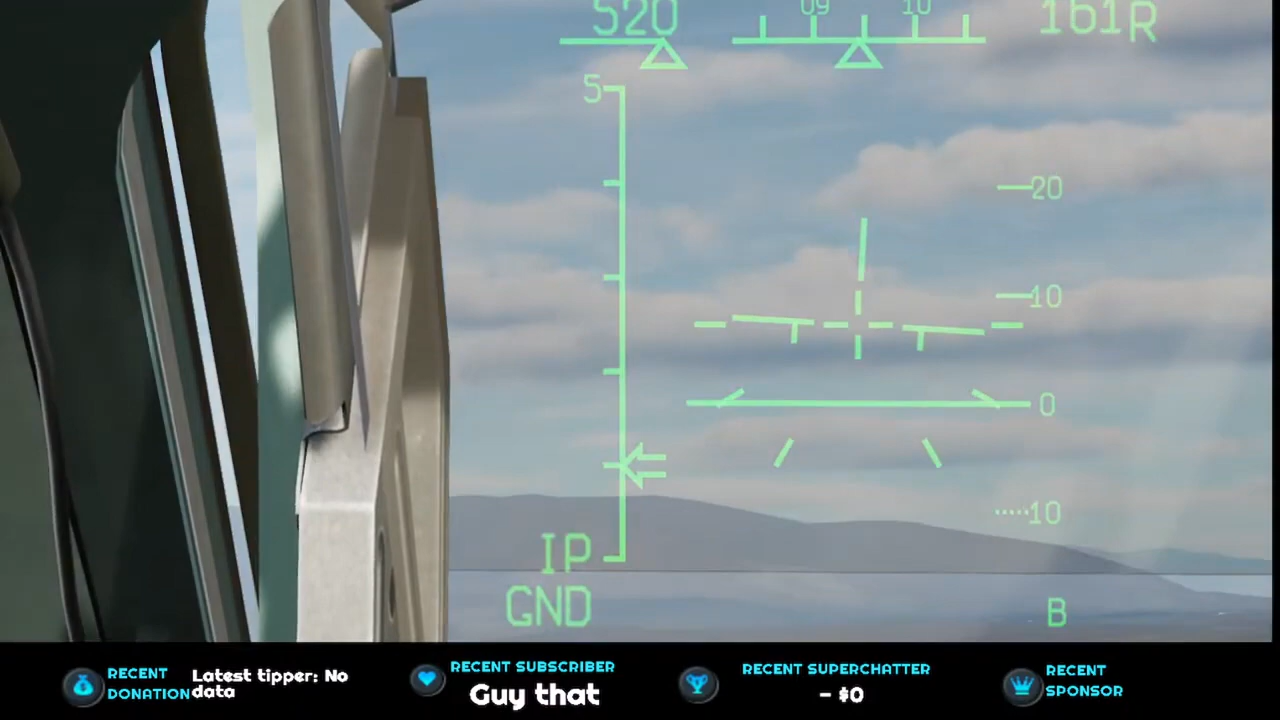 520
09 10
161R
5
20
10
0
10
IP
GND
B
RECENT DONATION
Latest tipper: No data
RECENT SUBSCRIBER
Guy that
RECENT SUPERCHATTER
- $0
RECENT SPONSOR